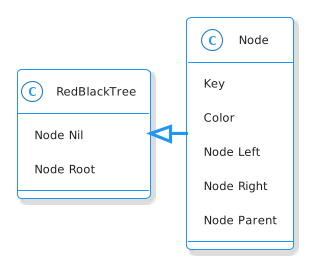 C RedBlackTree
Node Nil
Node Root
C Node
Key
Color
Node Left
Node Right
Node Parent